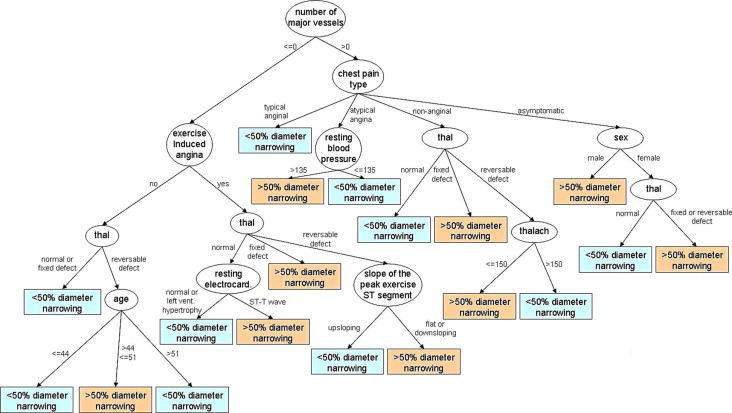 number of
major vessels
<=0
>0
chest pain
type
typical
anginal
atypical
angina
non-anginal
asymptomatic
exercise
Induced
angina
<50% diameter
narrowing
resting
blood
pressure
thal
sex
>135
<=135
normal
fixed
defect
reversable
defect
male
female
>50% diameter
narrowing
<50% diameter
narrowing
>50% diameter
narrowing
thal
no
yes
normal
fixed or reversable
defect
thal
thal
<50% diameter
narrowing
>50% diameter
narrowing
thalach
<50% diameter
narrowing
>50% diameter
narrowing
normal or
fixed defect
reversable
defect
normal
fixed
defect
reversable
defect
<=150
>150
resting
electrocard.
>50% diameter
narrowing
slope of the
peak exercise
ST segment
<50% diameter
narrowing
age
normal or
left vent.
hypertrophy
ST-T wave
>50% diameter
narrowing
<50% diameter
narrowing
<50% diameter
narrowing
>50% diameter
narrowing
upsloping
flat or
downsloping
<=44
>44
<=51
>51
<50% diameter
narrowing
>50% diameter
narrowing
<50% diameter
narrowing
>50% diameter
narrowing
<50% diameter
narrowing